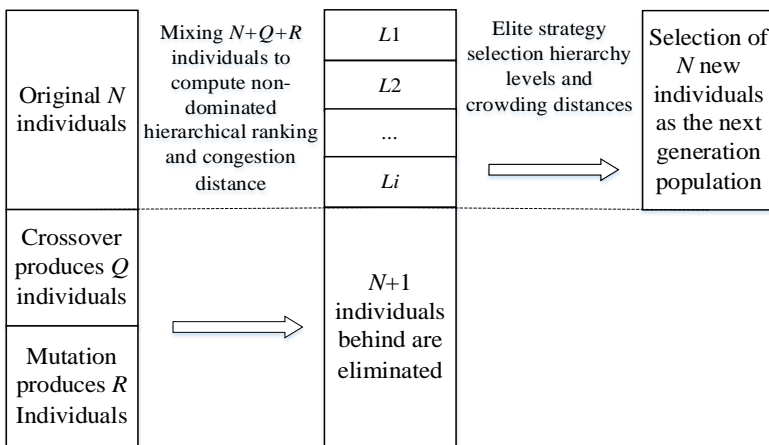 Original N
individuals
Crossover
produces Q
individuals
Mutation
produces R
Individuals
Mixing N+Q+R
individuals to
compute non-
dominated
hierarchical ranking
and congestion
distance
L1
L2
...
Li
N+1
individuals
behind are
eliminated
Elite strategy
selection hierarchy
levels and
crowding distances
Selection of
N new
individuals
as the next
generation
population